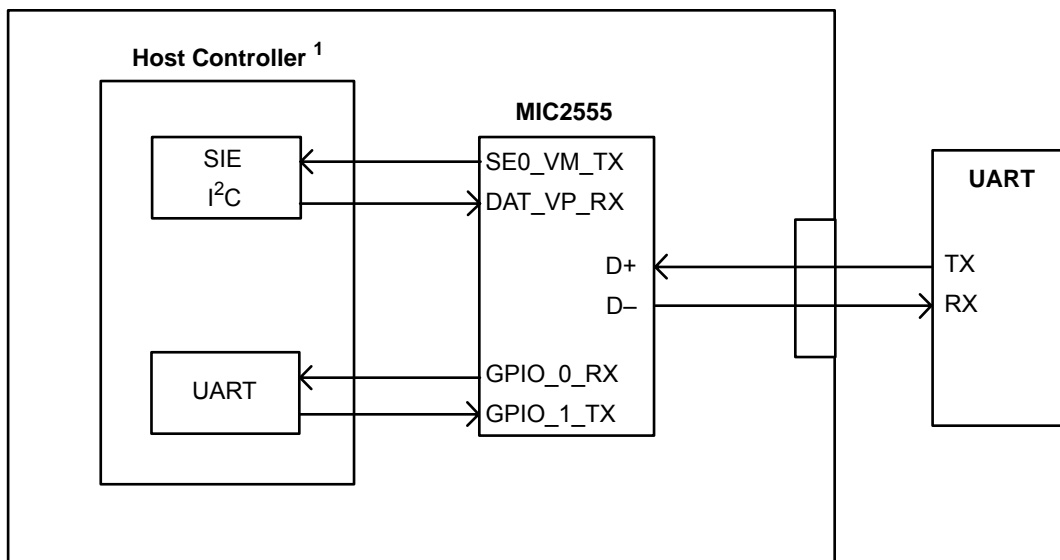 Host Controller ¹
SIE
I²C
UART
MIC2555
SE0_VM_TX
DAT_VP_RX
D+
D–
GPIO_0_RX
GPIO_1_TX
UART
TX
RX